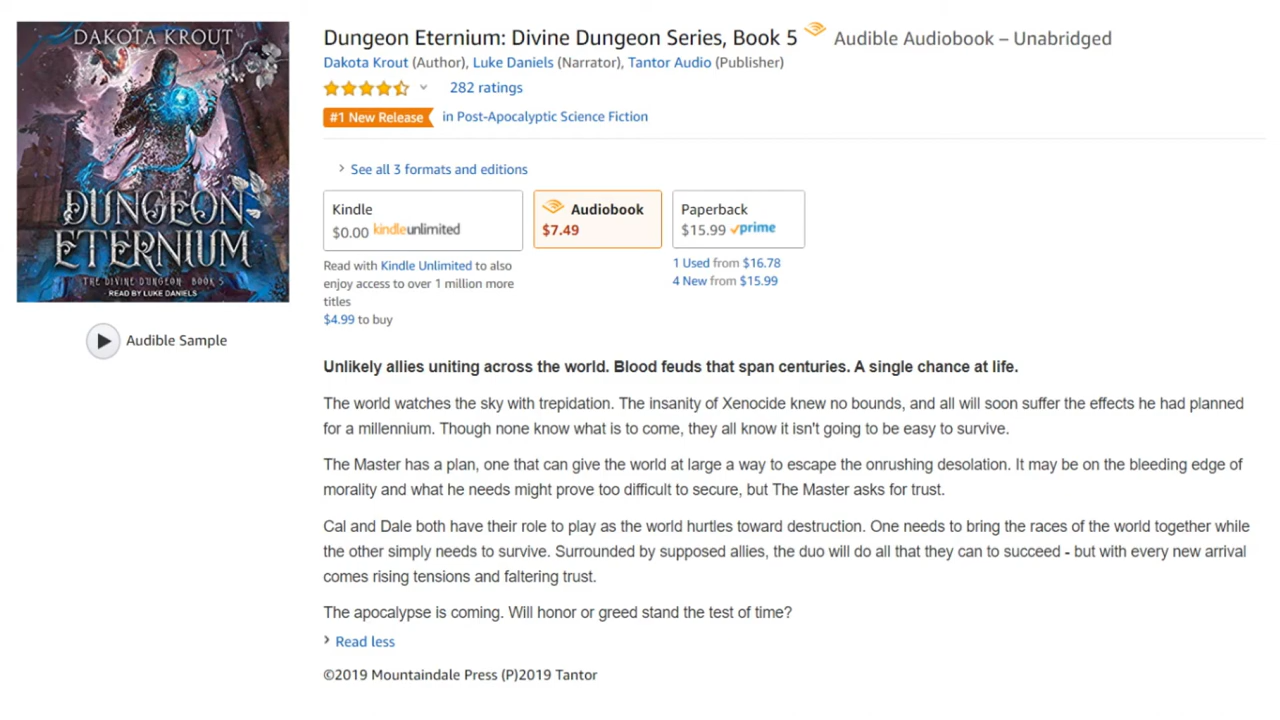 DAKOTA KROUT
DUNGEON
ETERNIUM
THE DIVINE DUNGEON BOOK 5
READ BY LUKE DANIELS
Audible Sample
Dungeon Eternium: Divine Dungeon Series, Book 5 Audible Audiobook – Unabridged
Dakota Krout (Author), Luke Daniels (Narrator), Tantor Audio (Publisher)
282 ratings
#1 New Release in Post-Apocalyptic Science Fiction
See all 3 formats and editions
Kindle
$0.00 kindleunlimited
Read with Kindle Unlimited to also
enjoy access to over 1 million more
titles
$4.99 to buy
Audiobook
$7.49
Paperback
$15.99 prime
1 Used from $16.78
4 New from $15.99
Unlikely allies uniting across the world. Blood feuds that span centuries. A single chance at life.
The world watches the sky with trepidation. The insanity of Xenocide knew no bounds, and all will soon suffer the effects he had planned
for a millennium. Though none know what is to come, they all know it isn't going to be easy to survive.
The Master has a plan, one that can give the world at large a way to escape the onrushing desolation. It may be on the bleeding edge of
morality and what he needs might prove too difficult to secure, but The Master asks for trust.
Cal and Dale both have their role to play as the world hurtles toward destruction. One needs to bring the races of the world together while
the other simply needs to survive. Surrounded by supposed allies, the duo will do all that they can to succeed - but with every new arrival
comes rising tensions and faltering trust.
The apocalypse is coming. Will honor or greed stand the test of time?
Read less
©2019 Mountaindale Press (P)2019 Tantor